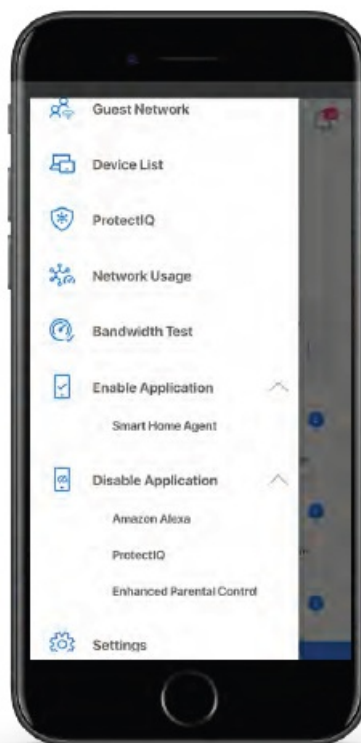 Guest Network
Device List
ProtectIQ
Network Usage
Bandwidth Test
Enable Application
Smart Home Agent
Disable Application
Amazon Alexa
ProtectIQ
Enhanced Parental Control
Settings